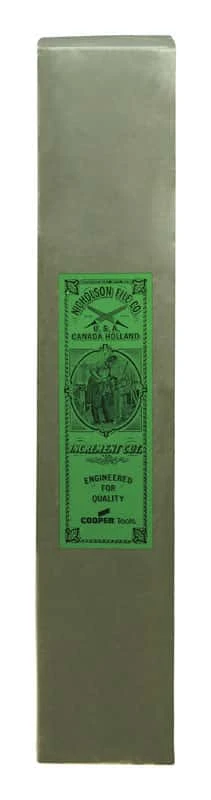 NICHOLSON FILE CO.
U.S.A.
CANADA HOLLAND
INCREMENT CUT.
ENGINEERED
FOR
QUALITY
COOPER Tools